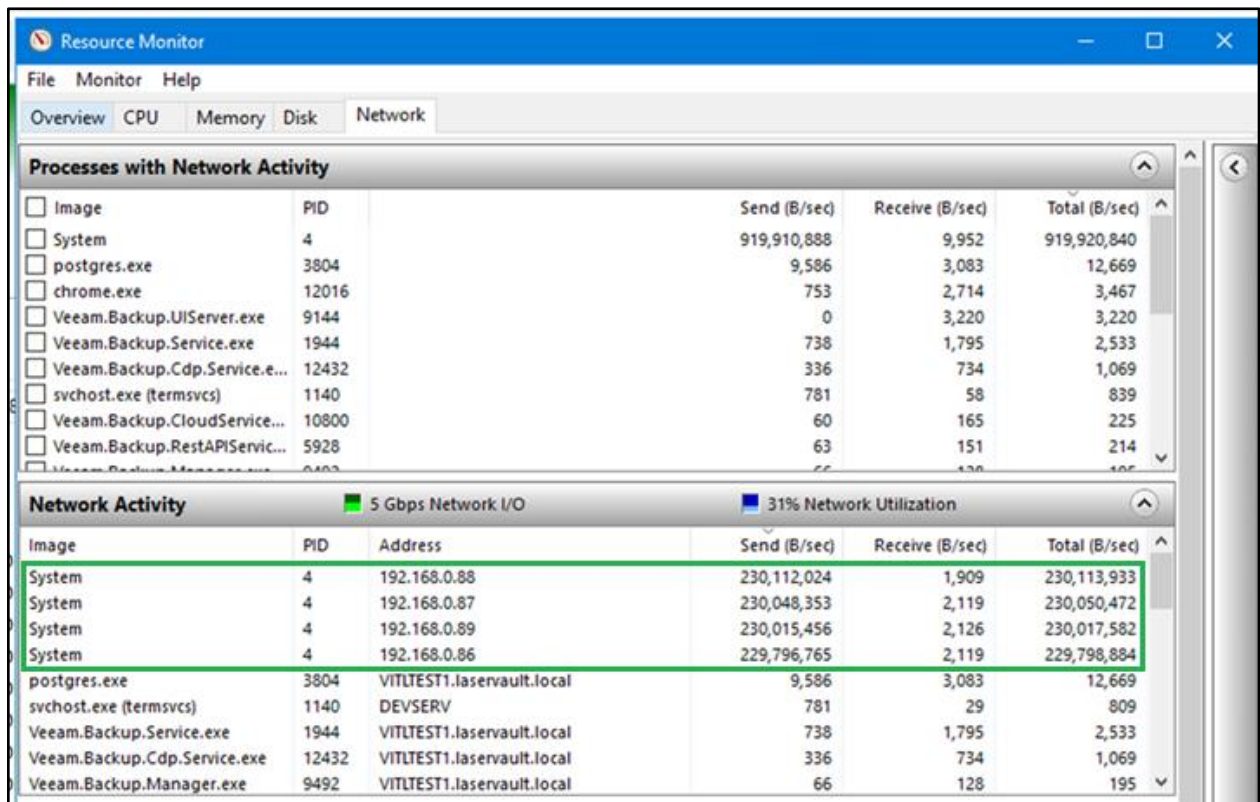 Resource Monitor
File Monitor Help
Overview CPU Memory Disk Network
Processes with Network Activity
Image PID Send (B/sec) Receive (B/sec) Total (B/sec)
System 4 919,910,888 9,952 919,920,840
postgres.exe 3804 9,586 3,083 12,669
chrome.exe 12016 753 2,714 3,467
Veeam.Backup.UIServer.exe 9144 0 3,220 3,220
Veeam.Backup.Service.exe 1944 738 1,795 2,533
Veeam.Backup.Cdp.Service.e... 12432 336 734 1,069
svchost.exe (termsvcs) 1140 781 58 839
Veeam.Backup.CloudService... 10800 60 165 225
Veeam.Backup.RestAPIServic... 5928 63 151 214
Network Activity 5 Gbps Network I/O 31% Network Utilization
Image PID Address Send (B/sec) Receive (B/sec) Total (B/sec)
System 4 192.168.0.88 230,112,024 1,909 230,113,933
System 4 192.168.0.87 230,048,353 2,119 230,050,472
System 4 192.168.0.89 230,015,456 2,126 230,017,582
System 4 192.168.0.86 229,796,765 2,119 229,798,884
postgres.exe 3804 VITLTEST1.laservault.local 9,586 3,083 12,669
svchost.exe (termsvcs) 1140 DEVSERV 781 29 809
Veeam.Backup.Service.exe 1944 VITLTEST1.laservault.local 738 1,795 2,533
Veeam.Backup.Cdp.Service.exe 12432 VITLTEST1.laservault.local 336 734 1,069
Veeam.Backup.Manager.exe 9492 VITLTEST1.laservault.local 66 128 195